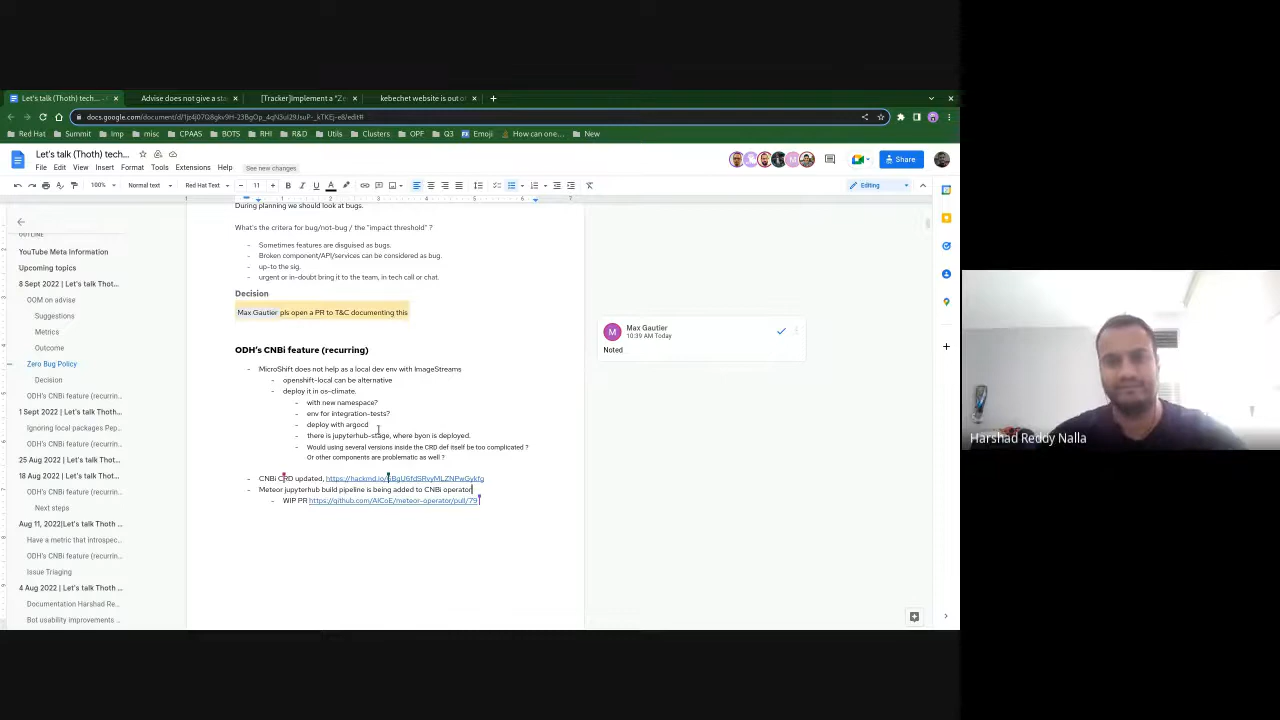 Let's talk (Thoth) tech...
Advise does not give a sta
[Tracker]Implement a "Ze
kebechet website is out o
Red Hat
Summit
Imp
misc
CPAAS
BOTS
RHI
R&D
Utils
Clusters
OPF
Q3
Emoji
How can one...
New
Let's talk (Thoth) tech...
File Edit View Insert Format Tools Extensions Help
See new changes
Share
100%
Normal text
Red Hat Text
11
Editing
OUTLINE
YouTube Meta Information
Upcoming topics
8 Sept 2022 | Let's talk Thot...
OOM on advise
Suggestions
Metrics
Outcome
Zero Bug Policy
Decision
ODH's CNBi feature (recurrin...
1 Sept 2022 | Let's talk Thot...
Ignoring local packages Pep...
ODH's CNBi feature (recurrin...
25 Aug 2022 | Let's talk Thot...
18 Aug 2022 | Let's talk Thot...
ODH's CNBi feature (recurrin...
Next steps
Aug 11, 2022|Let's talk Thot...
Have a metric that introspec...
ODH's CNBi feature (recurrin...
Issue Triaging
4 Aug 2022 | Let's talk Thoth ...
Documentation Harshad Re...
Bot usability improvements ...
During planning we should look at bugs.
What's the critera for bug/not-bug / the "impact threshold" ?
- Sometimes features are disguised as bugs.
- Broken component/API/services can be considered as bug.
- up-to the sig.
- urgent or in-doubt bring it to the team, in tech call or chat.
Decision
Max Gautier pls open a PR to T&C documenting this
ODH's CNBi feature (recurring)
- MicroShift does not help as a local dev env with ImageStreams
- openshift-local can be alternative
- deploy it in os-climate.
- with new namespace?
- env for integration-tests?
- deploy with argocd
- there is jupyterhub-stage, where byon is deployed.
- Would using several versions inside the CRD def itself be too complicated ?
Or other components are problematic as well ?
- CNBi CRD updated,
- Meteor jupyterhub build pipeline is being added to CNBi operator
- WIP PR https://github.com/AICoE/meteor-operator/pull/79
Max Gautier
10:39 AM Today
Noted
Harshad Reddy Nalla